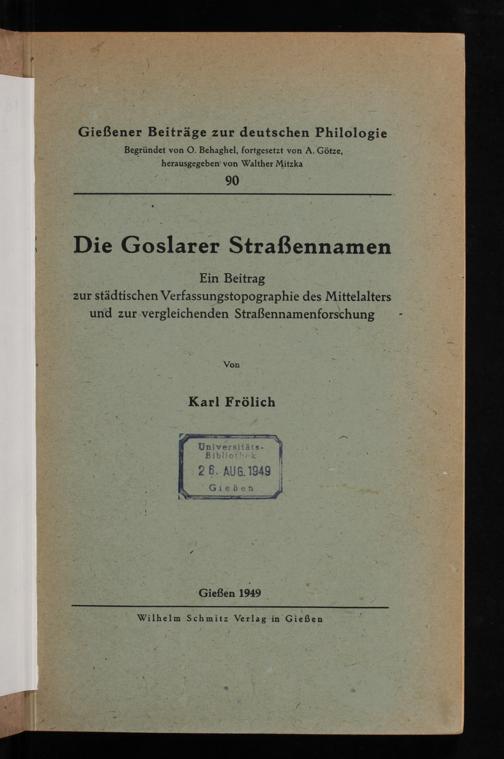 Gießener Beiträge zur deutschen Philologie
Begründet von O. Behaghel, fortgesetzt von A. Götze,
herausgegeben von Walther Mitzka
90
Die Goslarer Straßennamen
Ein Beitrag
zur städtischen Verfassungstopographie des Mittelalters
und zur vergleichenden Straßennamenforschung
Von
Karl Frölich
Universitäts-
Bibliothek
26. AUG. 1949
Gießen
Gießen 1949
Wilhelm Schmitz Verlag in Gießen